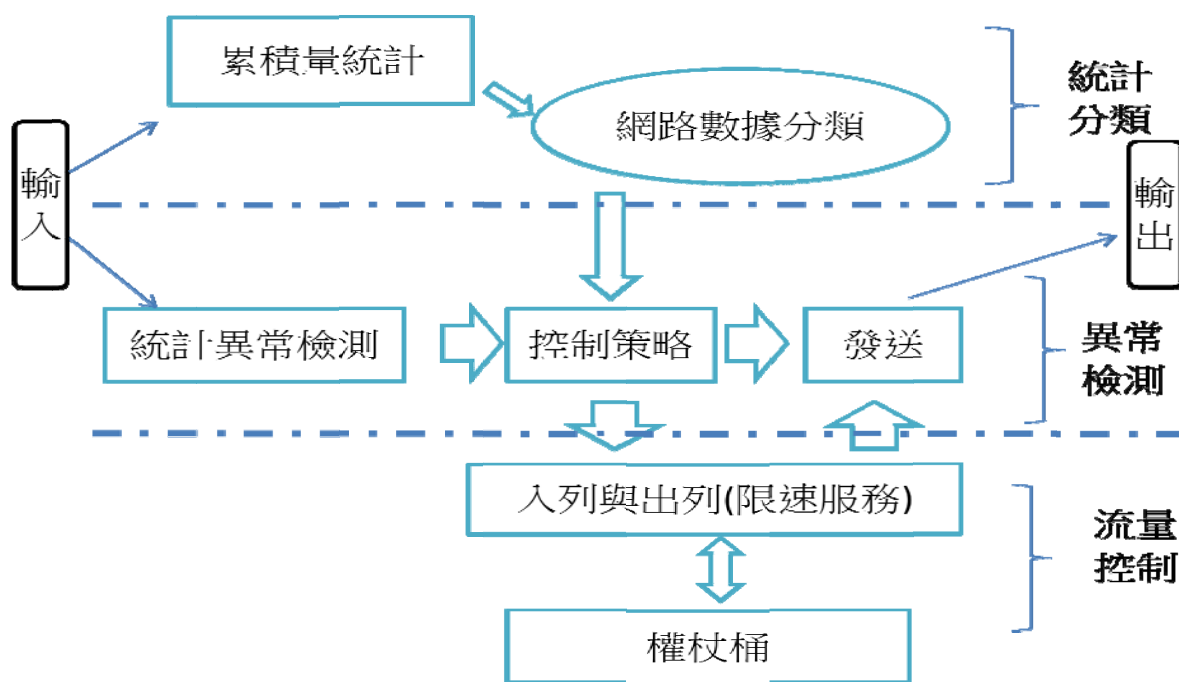 累積量統計
網路數據分類
統計
分類
輸
入
輸
出
統計異常檢測
控制策略
發送
異常
檢測
入列與出列(限速服務)
流量
控制
權杖桶